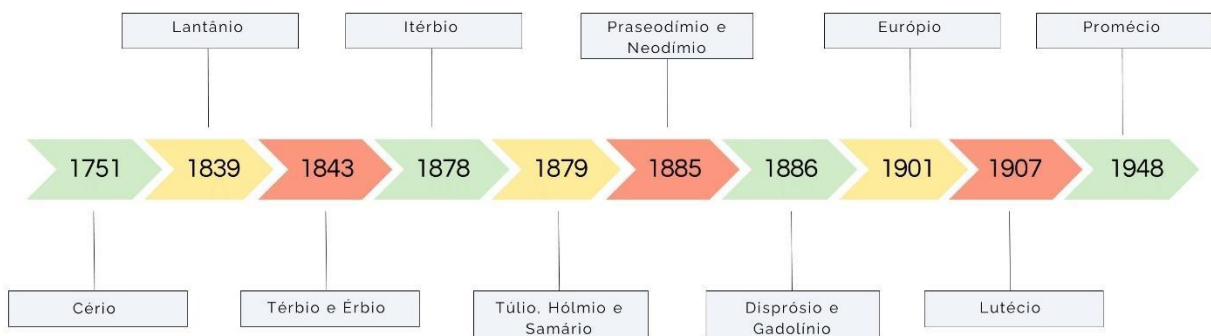 Lantânio
Itérbio
Praseodímio e
Neodímio
Európio
Promécio
1751
1839
1843
1878
1879
1885
1886
1901
1907
1948
Cério
Térbio e Érbio
Túlio, Hólmio e
Samário
Disprósio e
Gadolínio
Lutécio